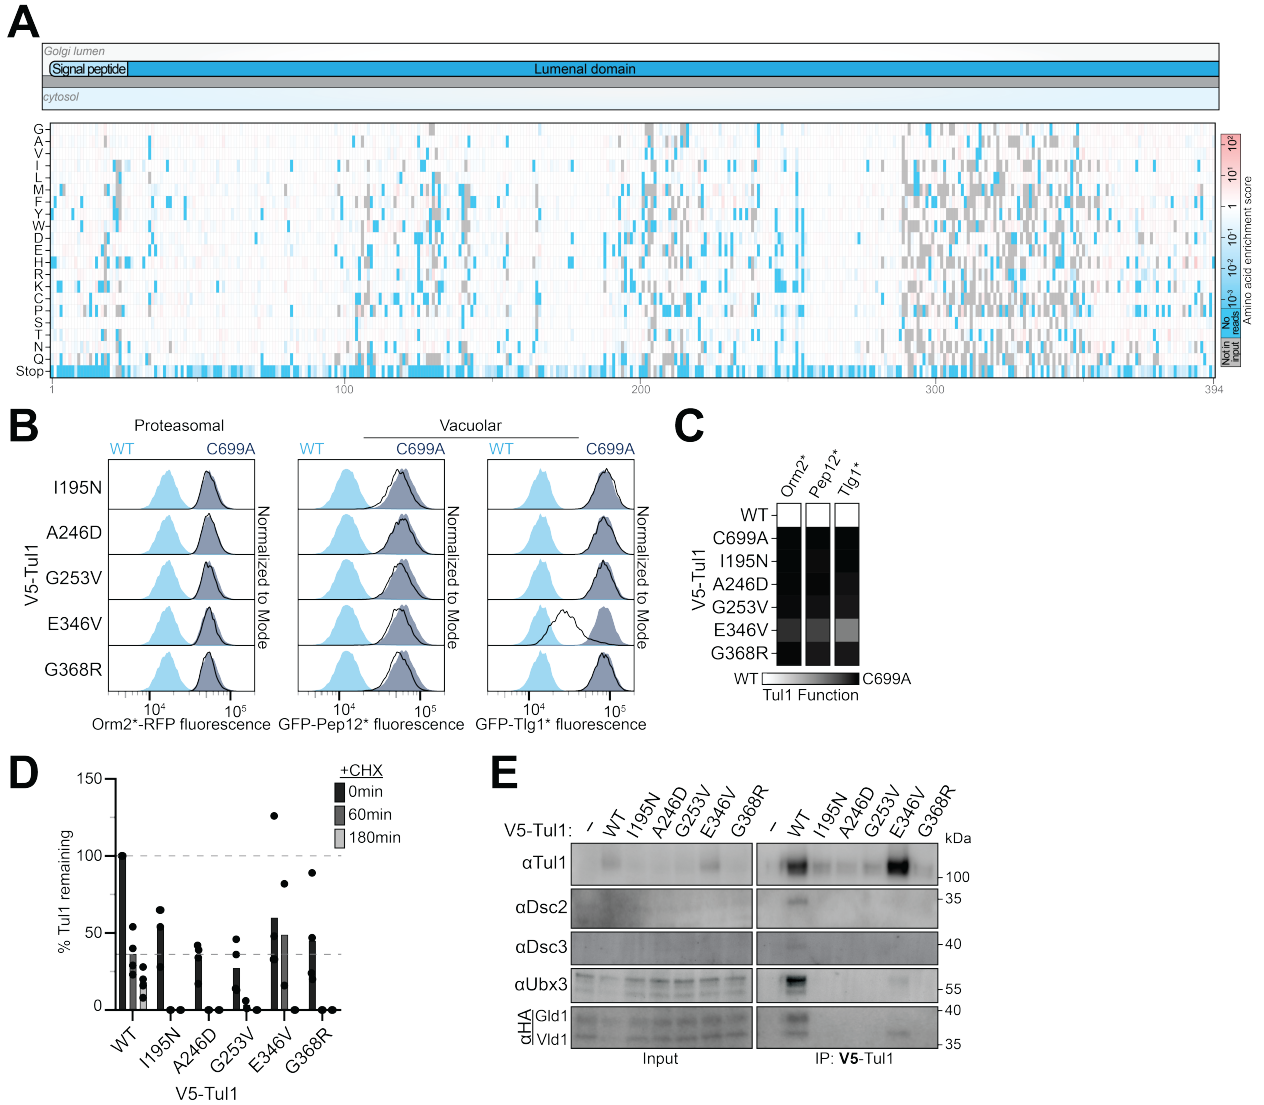 A
Golgi lumen
Signal peptide
Lumenal domain
cytosol
G
A
V
I
L
M
F
Y
W
D
E
H
R
K
C
P
S
T
N
Q
Stop
1
100
200
300
394
10²
10¹
1
10⁻¹
10⁻²
10⁻³
No reads
Not in input
Amino acid enrichment score
B
Proteasomal
Vacuolar
WT
C699A
WT
C699A
WT
C699A
V5-Tul1
I195N
A246D
G253V
E346V
G368R
Normalized to Mode
Normalized to Mode
Normalized to Mode
10⁴
10⁵
10⁴
10⁵
10⁴
10⁵
Orm2*-RFP fluorescence
GFP-Pep12* fluorescence
GFP-Tlg1* fluorescence
C
Orm2*
Pep12*
Tlg1*
V5-Tul1
WT
C699A
I195N
A246D
G253V
E346V
G368R
WT
C699A
Tul1 Function
D
+CHX
0min
60min
180min
% Tul1 remaining
150
100
50
0
WT
I195N
A246D
G253V
E346V
G368R
V5-Tul1
E
V5-Tul1:
–
WT
I195N
A246D
G253V
E346V
G368R
–
WT
I195N
A246D
G253V
E346V
G368R
kDa
αTul1
100
αDsc2
35
αDsc3
40
αUbx3
55
αHA
Gld1
40
Vld1
35
Input
IP: V5-Tul1